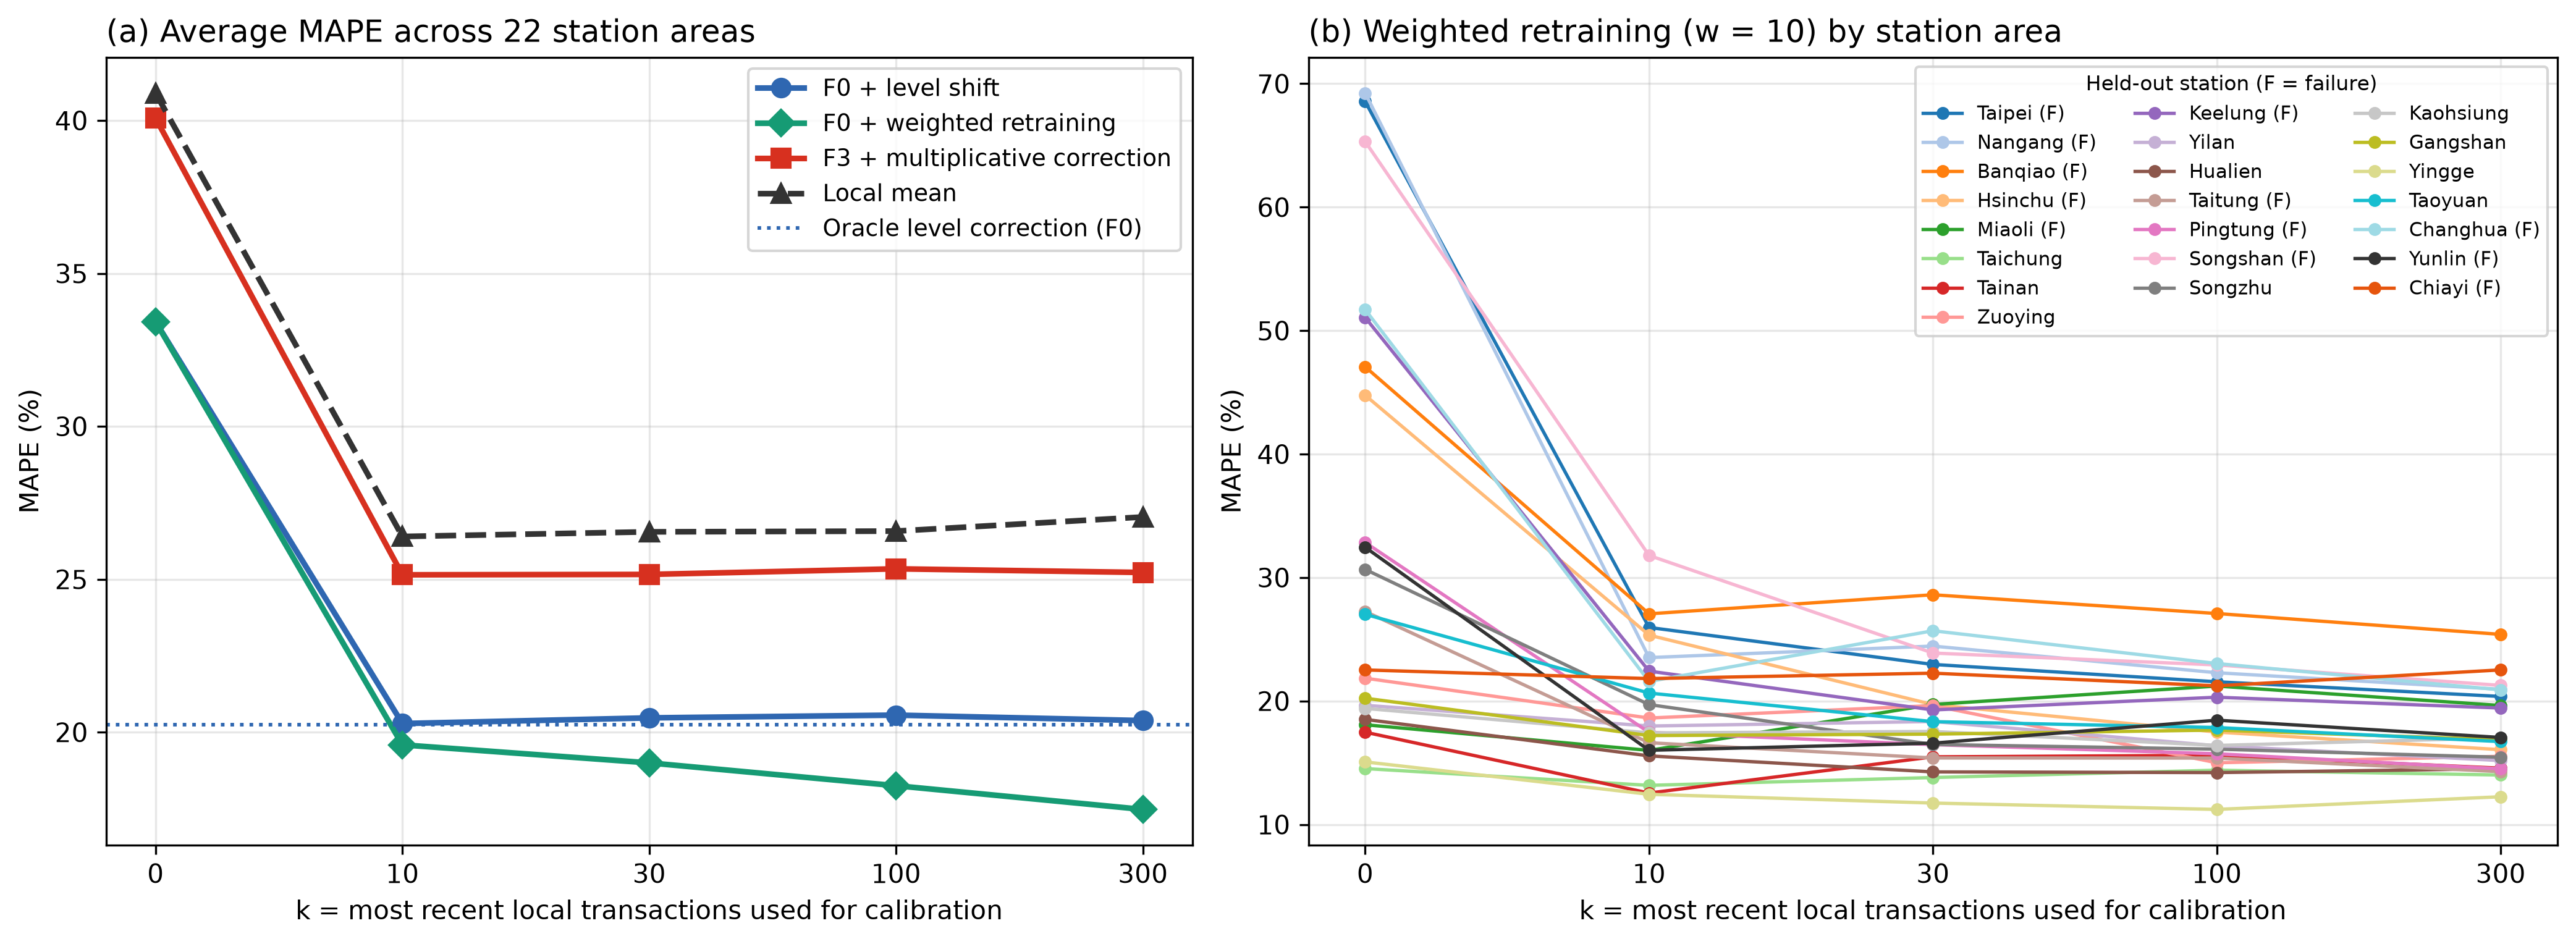 (a) Average MAPE across 22 station areas
MAPE (%)
40
35
30
25
20
0
10
30
100
300
k = most recent local transactions used for calibration
F0 + level shift
F0 + weighted retraining
F3 + multiplicative correction
Local mean
Oracle level correction (F0)
(b) Weighted retraining (w = 10) by station area
MAPE (%)
70
60
50
40
30
20
10
0
10
30
100
300
k = most recent local transactions used for calibration
Held-out station (F = failure)
Taipei (F)
Nangang (F)
Banqiao (F)
Hsinchu (F)
Miaoli (F)
Taichung
Tainan
Zuoying
Keelung (F)
Yilan
Hualien
Taitung (F)
Pingtung (F)
Songshan (F)
Songzhu
Kaohsiung
Gangshan
Yingge
Taoyuan
Changhua (F)
Yunlin (F)
Chiayi (F)